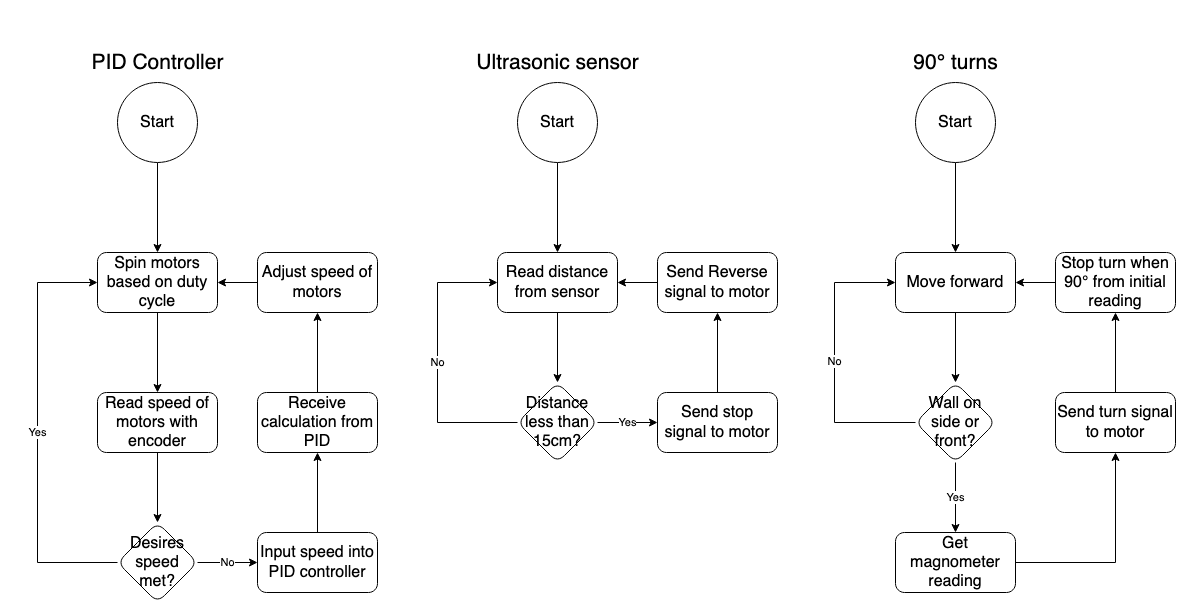 PID Controller
Start
Spin motors
based on duty
cycle
Adjust speed of
motors
Read speed of
motors with
encoder
Receive
calculation from
PID
Yes
Desires
speed
met?
No
Input speed into
PID controller
Ultrasonic sensor
Start
Read distance
from sensor
Send Reverse
signal to motor
No
Distance
less than
15cm?
Yes
Send stop
signal to motor
90° turns
Start
Move forward
Stop turn when
90° from initial
reading
No
Wall on
side or
front?
Send turn signal
to motor
Yes
Get
magnometer
reading